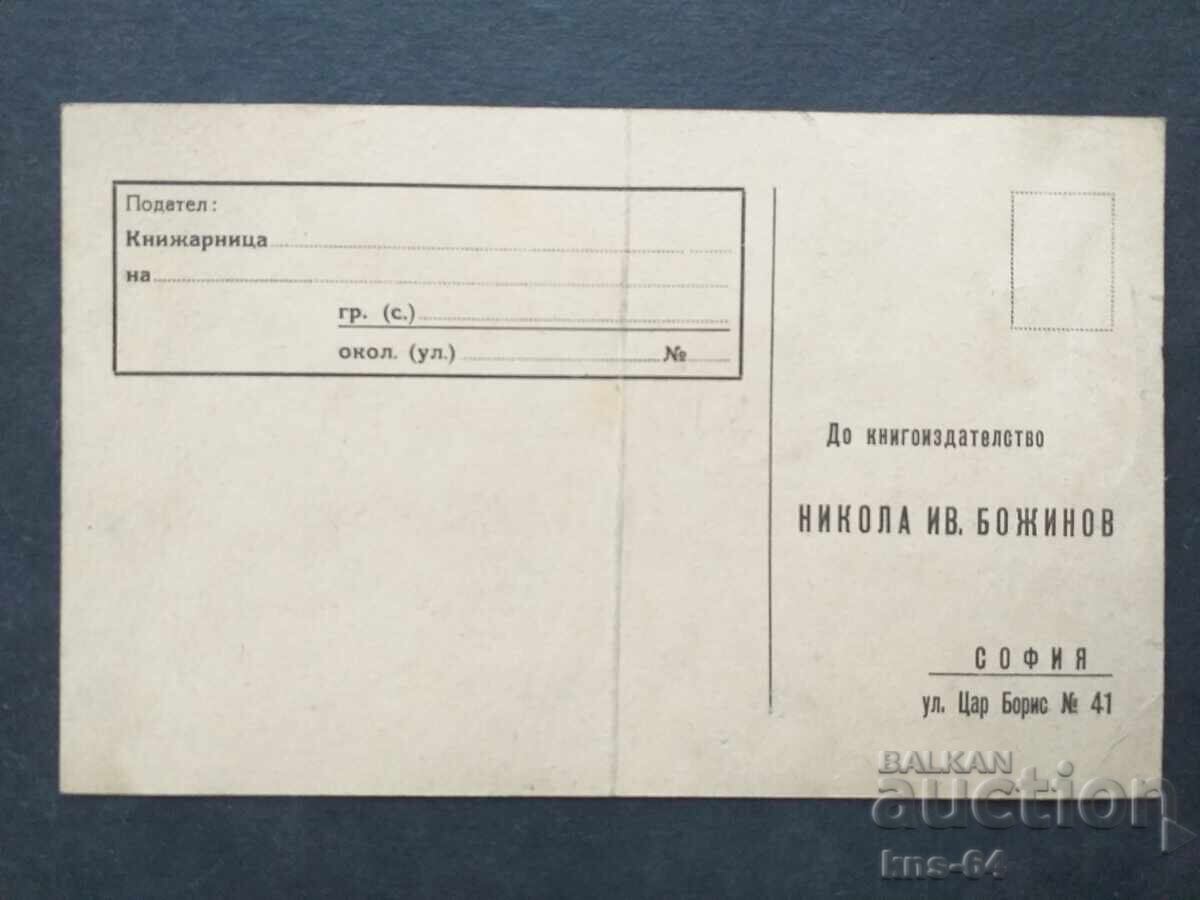 Подател:
Книжарница
на
гр. (с.)
окол. (ул.) №
До книгоиздателство
НИКОЛА ИВ. БОЖИНОВ
СОФИЯ
ул. Цар Борис № 41
BALKAN
auction
kns-64